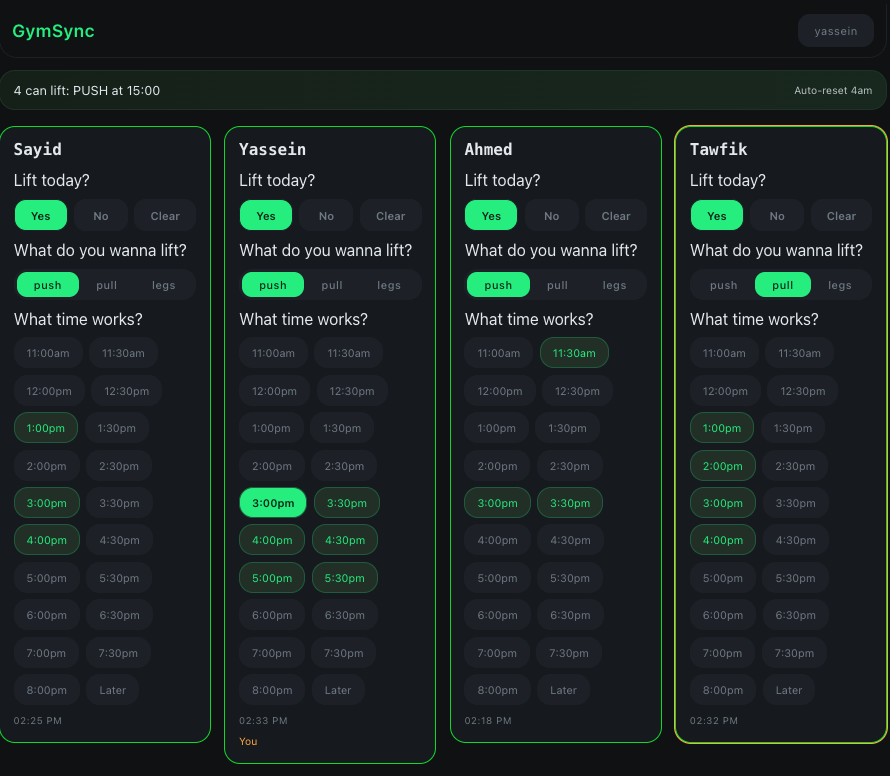 GymSync
yassein
4 can lift: PUSH at 15:00
Auto-reset 4am
Sayid
Lift today?
Yes No Clear
What do you wanna lift?
push pull legs
What time works?
11:00am 11:30am
12:00pm 12:30pm
1:00pm 1:30pm
2:00pm 2:30pm
3:00pm 3:30pm
4:00pm 4:30pm
5:00pm 5:30pm
6:00pm 6:30pm
7:00pm 7:30pm
8:00pm Later
02:25 PM
Yassein
Lift today?
Yes No Clear
What do you wanna lift?
push pull legs
What time works?
11:00am 11:30am
12:00pm 12:30pm
1:00pm 1:30pm
2:00pm 2:30pm
3:00pm 3:30pm
4:00pm 4:30pm
5:00pm 5:30pm
6:00pm 6:30pm
7:00pm 7:30pm
8:00pm Later
02:33 PM
You
Ahmed
Lift today?
Yes No Clear
What do you wanna lift?
push pull legs
What time works?
11:00am 11:30am
12:00pm 12:30pm
1:00pm 1:30pm
2:00pm 2:30pm
3:00pm 3:30pm
4:00pm 4:30pm
5:00pm 5:30pm
6:00pm 6:30pm
7:00pm 7:30pm
8:00pm Later
02:18 PM
Tawfik
Lift today?
Yes No Clear
What do you wanna lift?
push pull legs
What time works?
11:00am 11:30am
12:00pm 12:30pm
1:00pm 1:30pm
2:00pm 2:30pm
3:00pm 3:30pm
4:00pm 4:30pm
5:00pm 5:30pm
6:00pm 6:30pm
7:00pm 7:30pm
8:00pm Later
02:32 PM